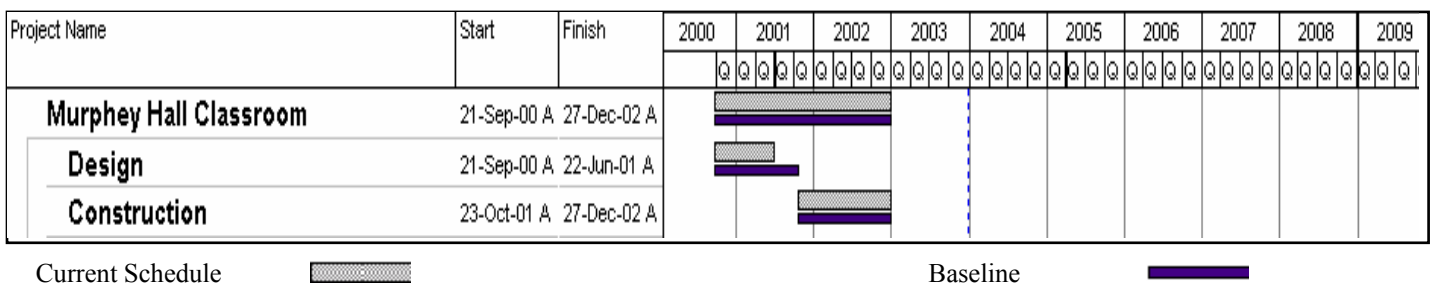 Project Name Start Finish 2000 2001 2002 2003 2004 2005 2006 2007 2008 2009
Q Q Q Q Q Q Q Q Q Q Q Q Q Q Q Q Q Q Q Q Q Q Q Q Q Q Q Q Q Q Q Q Q Q Q Q
Murphey Hall Classroom 21-Sep-00 A 27-Dec-02 A
Design 21-Sep-00 A 22-Jun-01 A
Construction 23-Oct-01 A 27-Dec-02 A
Current Schedule Baseline